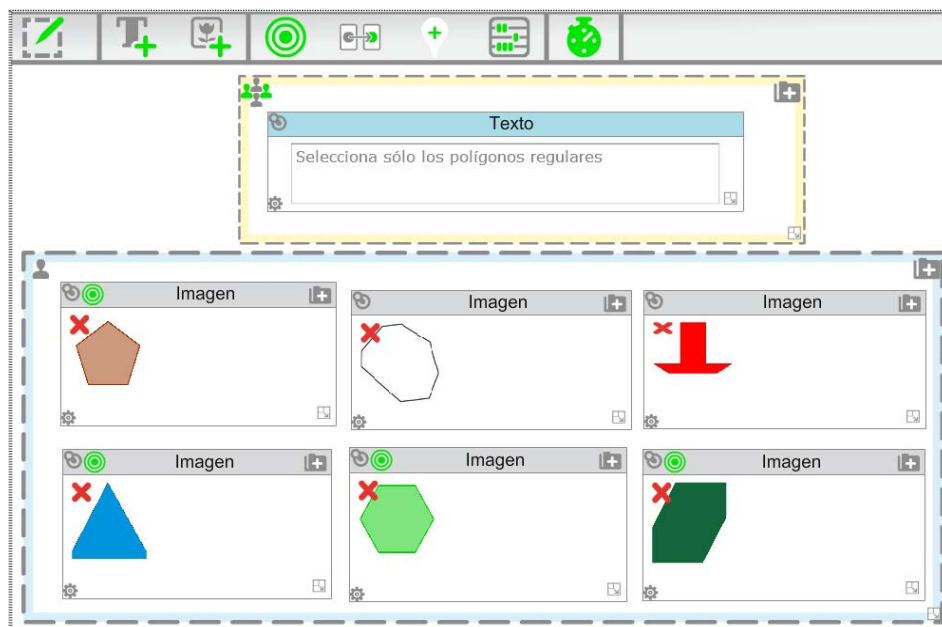 Texto
Selecciona sólo los polígonos regulares
Imagen
Imagen
Imagen
Imagen
Imagen
Imagen